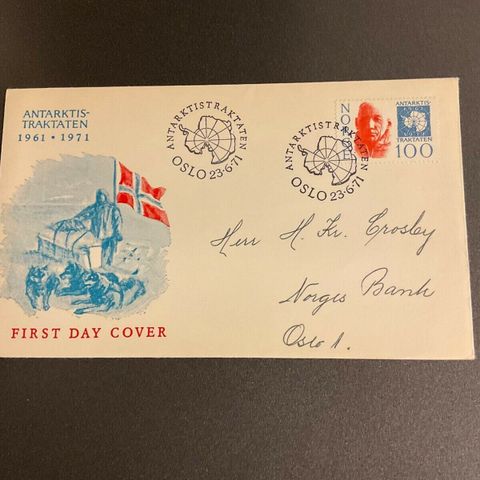 ANTARKTIS-
TRAKTATEN
1961 • 1971
ANTARKTISTRAKTATEN
OSLO 23.6.71
ANTARKTISTRAKTATEN
OSLO 23.6.71
NORGE
ANTARKTIS
TRAKTATEN
100
Herr H. Fr. Crosby
Norges Bank
Oslo 1.
FIRST DAY COVER